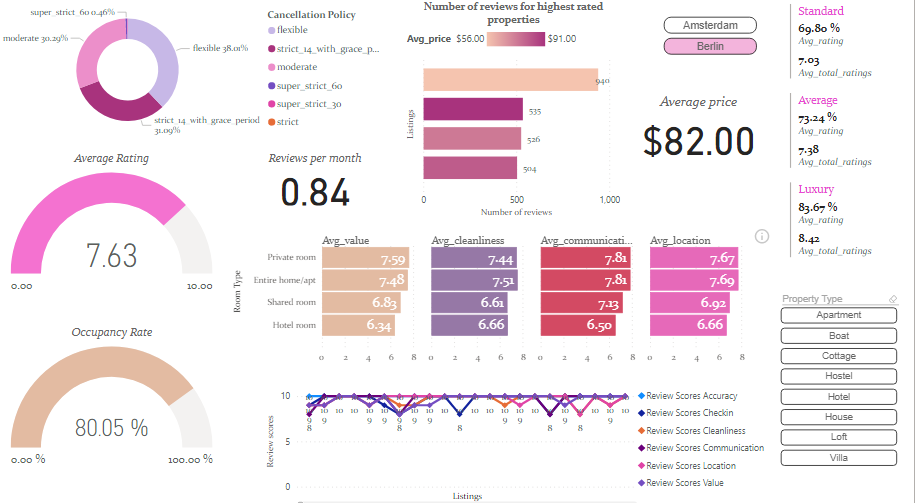 super_strict_60 0.46%
moderate 30.29%
flexible 38.01%
strict_14_with_grace_period
31.09%
Cancellation Policy
flexible
strict_14_with_grace_p...
moderate
super_strict_60
super_strict_30
strict
Number of reviews for highest rated
properties
Avg_price $56.00 $91.00
Listings
940
535
526
504
0 500 1,000
Number of reviews
Amsterdam
Berlin
Average price
$82.00
Standard
69.80 %
Avg_rating
7.03
Avg_total_ratings
Average
73.24 %
Avg_rating
7.38
Avg_total_ratings
Luxury
83.67 %
Avg_rating
8.42
Avg_total_ratings
Average Rating
7.63
0.00 10.00
Reviews per month
0.84
Occupancy Rate
80.05 %
0.00 % 100.00 %
Room Type
Avg_value Avg_cleanliness Avg_communicati... Avg_location
Private room 7.59 7.44 7.81 7.67
Entire home/apt 7.48 7.51 7.81 7.69
Shared room 6.83 6.61 7.13 6.92
Hotel room 6.34 6.66 6.50 6.66
0 2 4 6 8 0 2 4 6 8 0 2 4 6 8 0 2 4 6 8
Review scores
10
5
0
Listings
Review Scores Accuracy
Review Scores Checkin
Review Scores Cleanliness
Review Scores Communication
Review Scores Location
Review Scores Value
Property Type
Apartment
Boat
Cottage
Hostel
Hotel
House
Loft
Villa